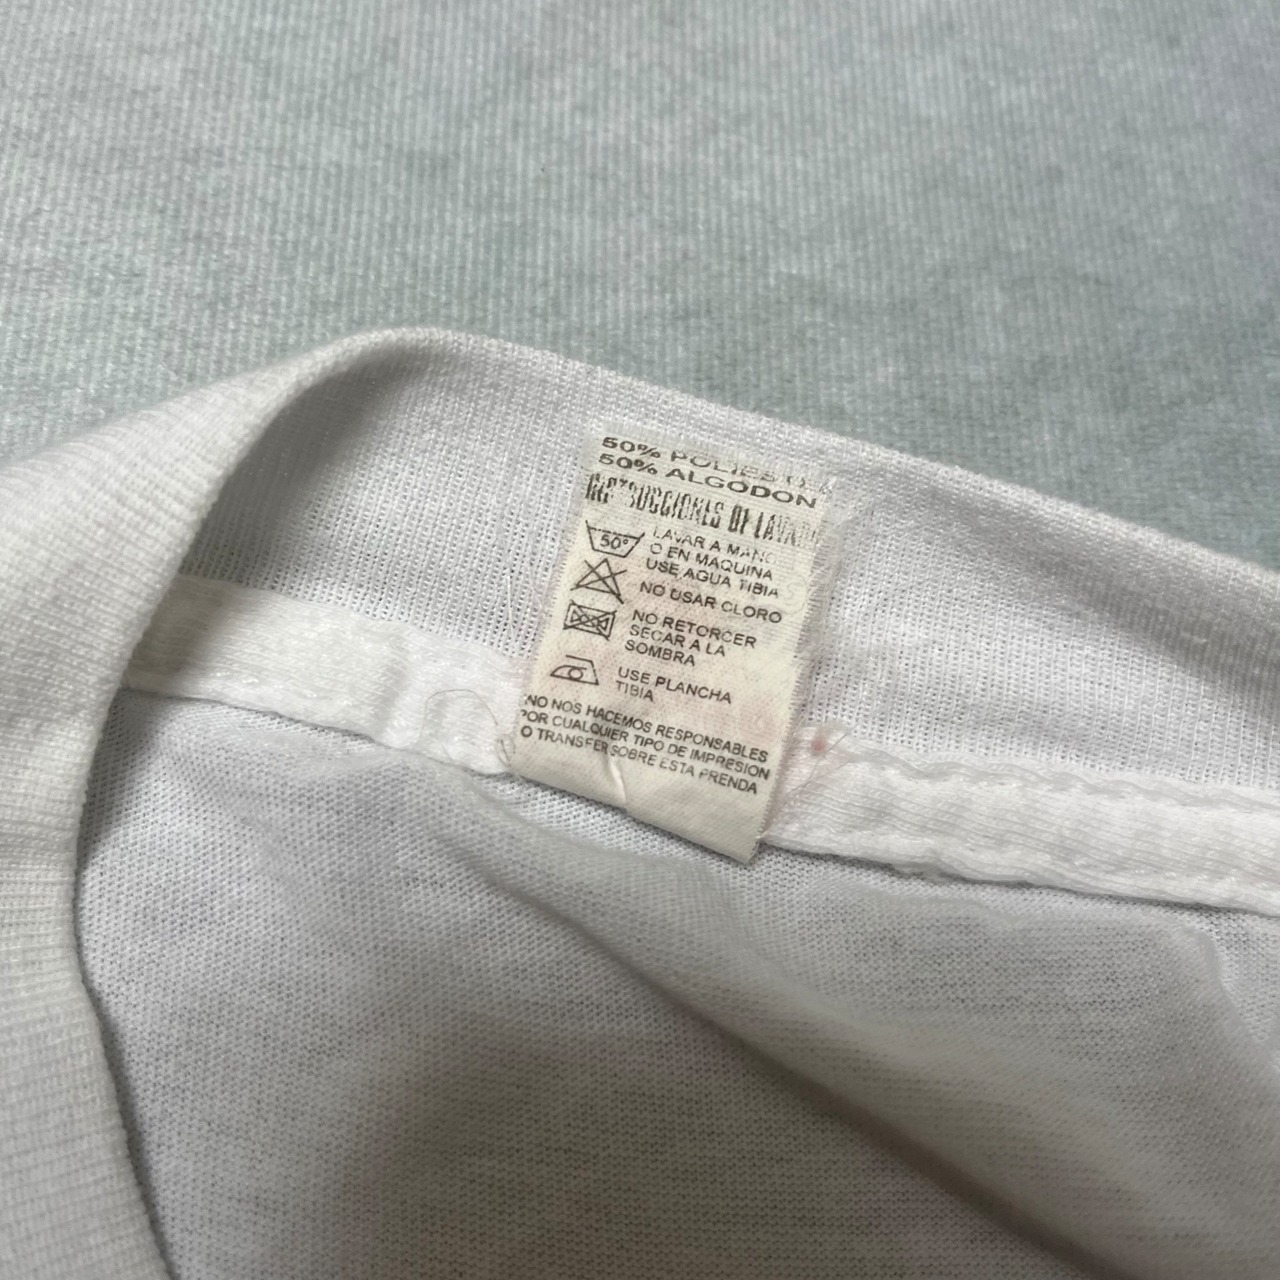 50% POLIESTER
50% ALGODON
INSTRUCCIONES DE LAVADO
50°
LAVAR A MANO
O EN MAQUINA
USE AGUA TIBIA
NO USAR CLORO
NO RETORCER
SECAR A LA
SOMBRA
USE PLANCHA
TIBIA
NO NOS HACEMOS RESPONSABLES
POR CUALQUIER TIPO DE IMPRESION
O TRANSFER SOBRE ESTA PRENDA